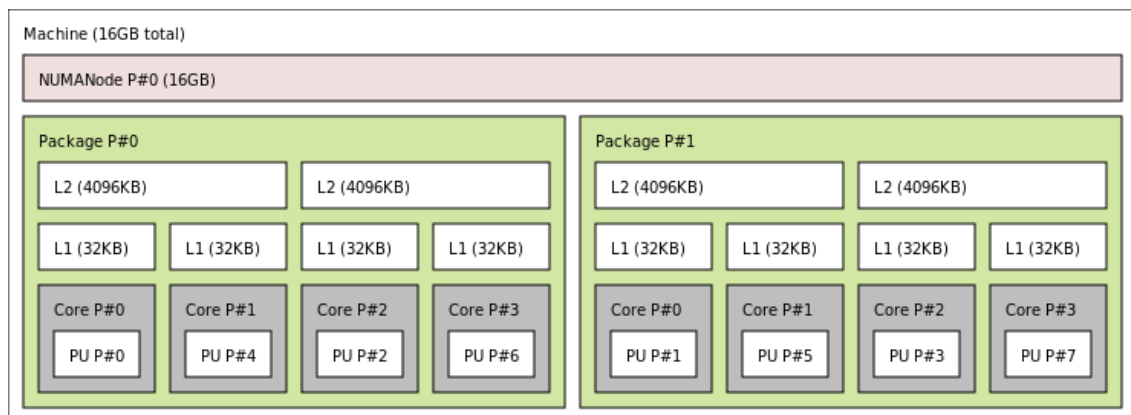 Machine (16GB total)
NUMANode P#0 (16GB)
Package P#0
L2 (4096KB) L2 (4096KB)
L1 (32KB) L1 (32KB) L1 (32KB) L1 (32KB)
Core P#0 Core P#1 Core P#2 Core P#3
PU P#0 PU P#4 PU P#2 PU P#6
Package P#1
L2 (4096KB) L2 (4096KB)
L1 (32KB) L1 (32KB) L1 (32KB) L1 (32KB)
Core P#0 Core P#1 Core P#2 Core P#3
PU P#1 PU P#5 PU P#3 PU P#7